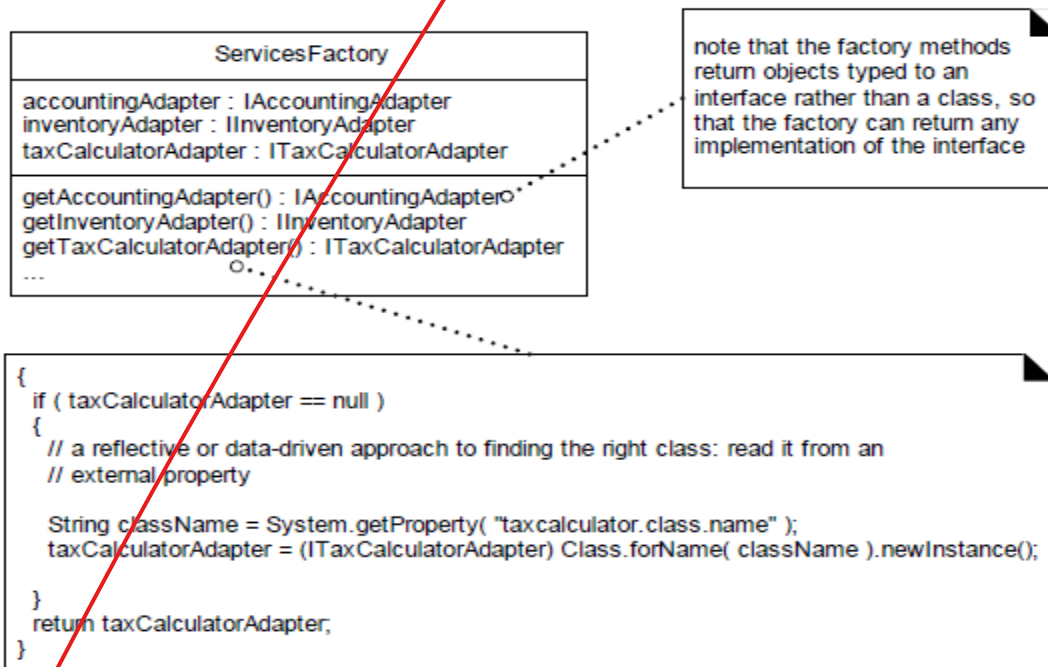 ServicesFactory
accountingAdapter : IAccountingAdapter
inventoryAdapter : IInventoryAdapter
taxCalculatorAdapter : ITaxCalculatorAdapter
getAccountingAdapter() : IAccountingAdapter
getInventoryAdapter() : IInventoryAdapter
getTaxCalculatorAdapter() : ITaxCalculatorAdapter
...
note that the factory methods
return objects typed to an
interface rather than a class, so
that the factory can return any
implementation of the interface
{
if ( taxCalculatorAdapter == null )
{
// a reflective or data-driven approach to finding the right class: read it from an
// external property
String className = System.getProperty( "taxcalculator.class.name" );
taxCalculatorAdapter = (ITaxCalculatorAdapter) Class.forName( className ).newInstance();
}
return taxCalculatorAdapter;
}